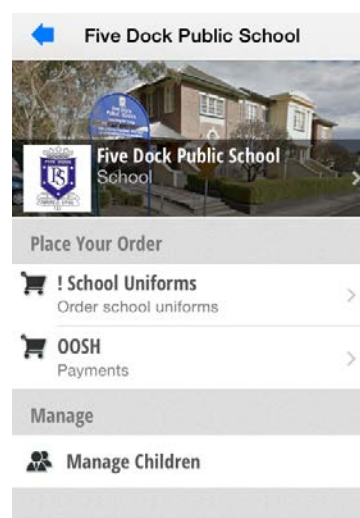 Five Dock Public School
Five Dock Public School
School
Place Your Order
! School Uniforms
Order school uniforms
OOSH
Payments
Manage
Manage Children